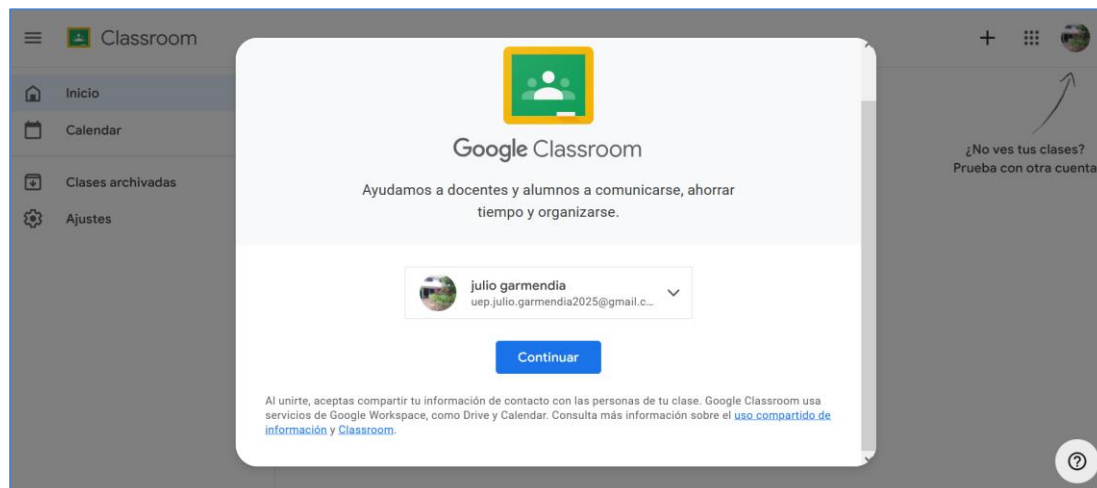 Classroom
Inicio
Calendar
Clases archivadas
Ajustes
Google Classroom
Ayudamos a docentes y alumnos a comunicarse, ahorrar
tiempo y organizarse.
julio garmendia
uep.julio.garmendia2025@gmail.c...
Continuar
Al unirte, aceptas compartir tu información de contacto con las personas de tu clase. Google Classroom usa
servicios de Google Workspace, como Drive y Calendar. Consulta más información sobre el uso compartido de
información y Classroom.
¿No ves tus clases?
Prueba con otra cuenta